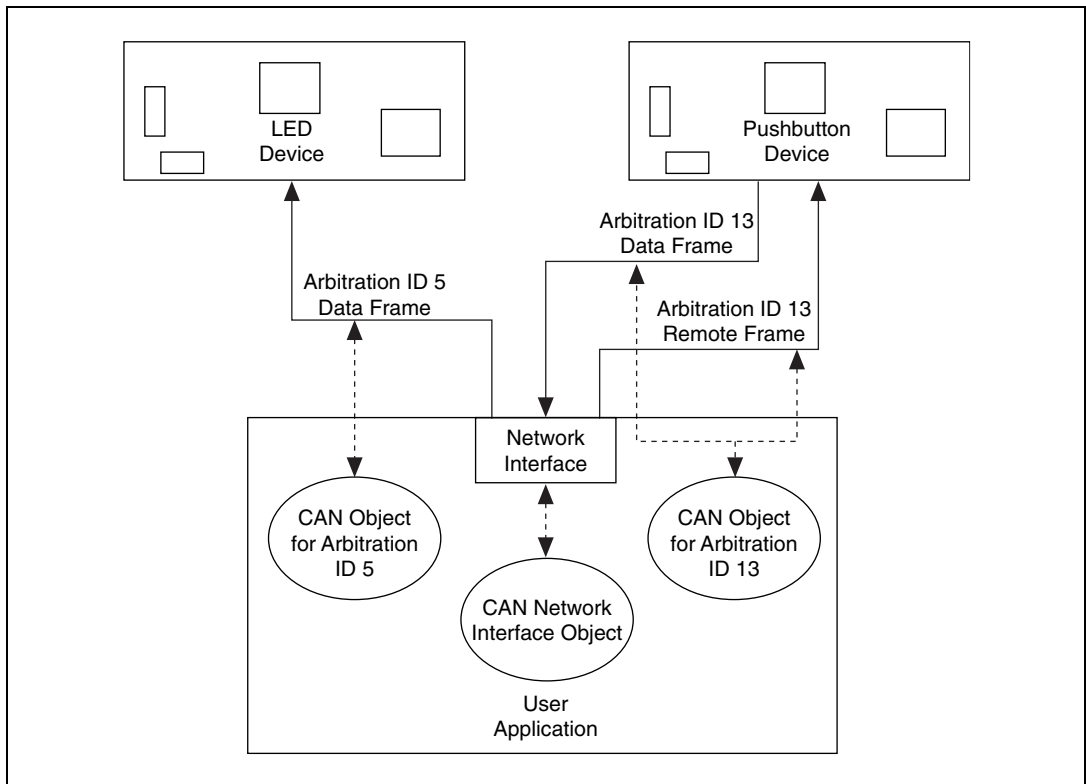 LED
Device
Pushbutton
Device
Arbitration ID 13
Data Frame
Arbitration ID 5
Data Frame
Arbitration ID 13
Remote Frame
Network
Interface
CAN Object
for Arbitration
ID 5
CAN Object
for Arbitration
ID 13
CAN Network
Interface Object
User
Application